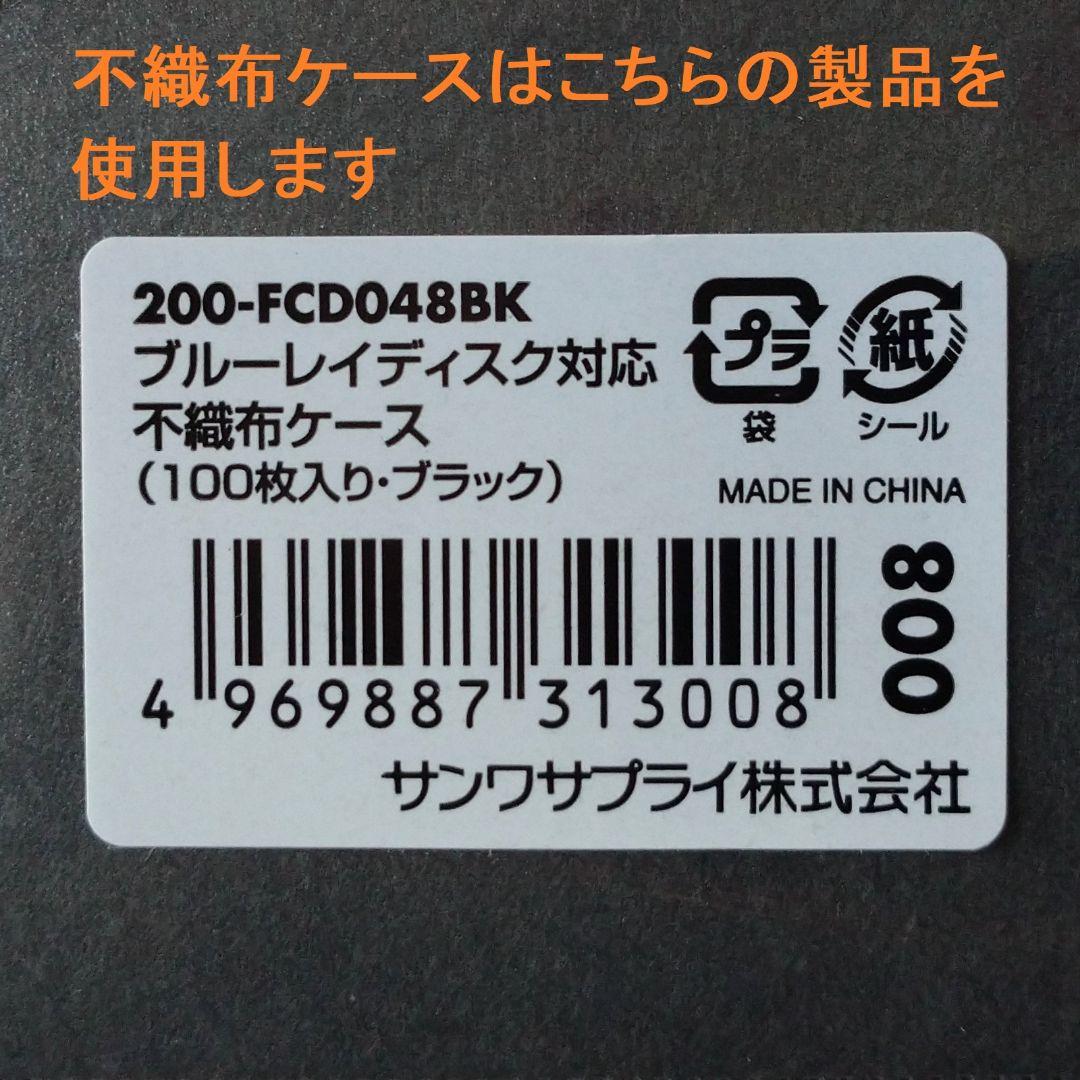 不織布ケースはこちらの製品を
使用します
200-FCD048BK
ブルーレイディスク対応
不織布ケース
(100枚入り・ブラック)
プラ
袋
紙
シール
MADE IN CHINA
800
4 969887 313008
サンワサプライ株式会社